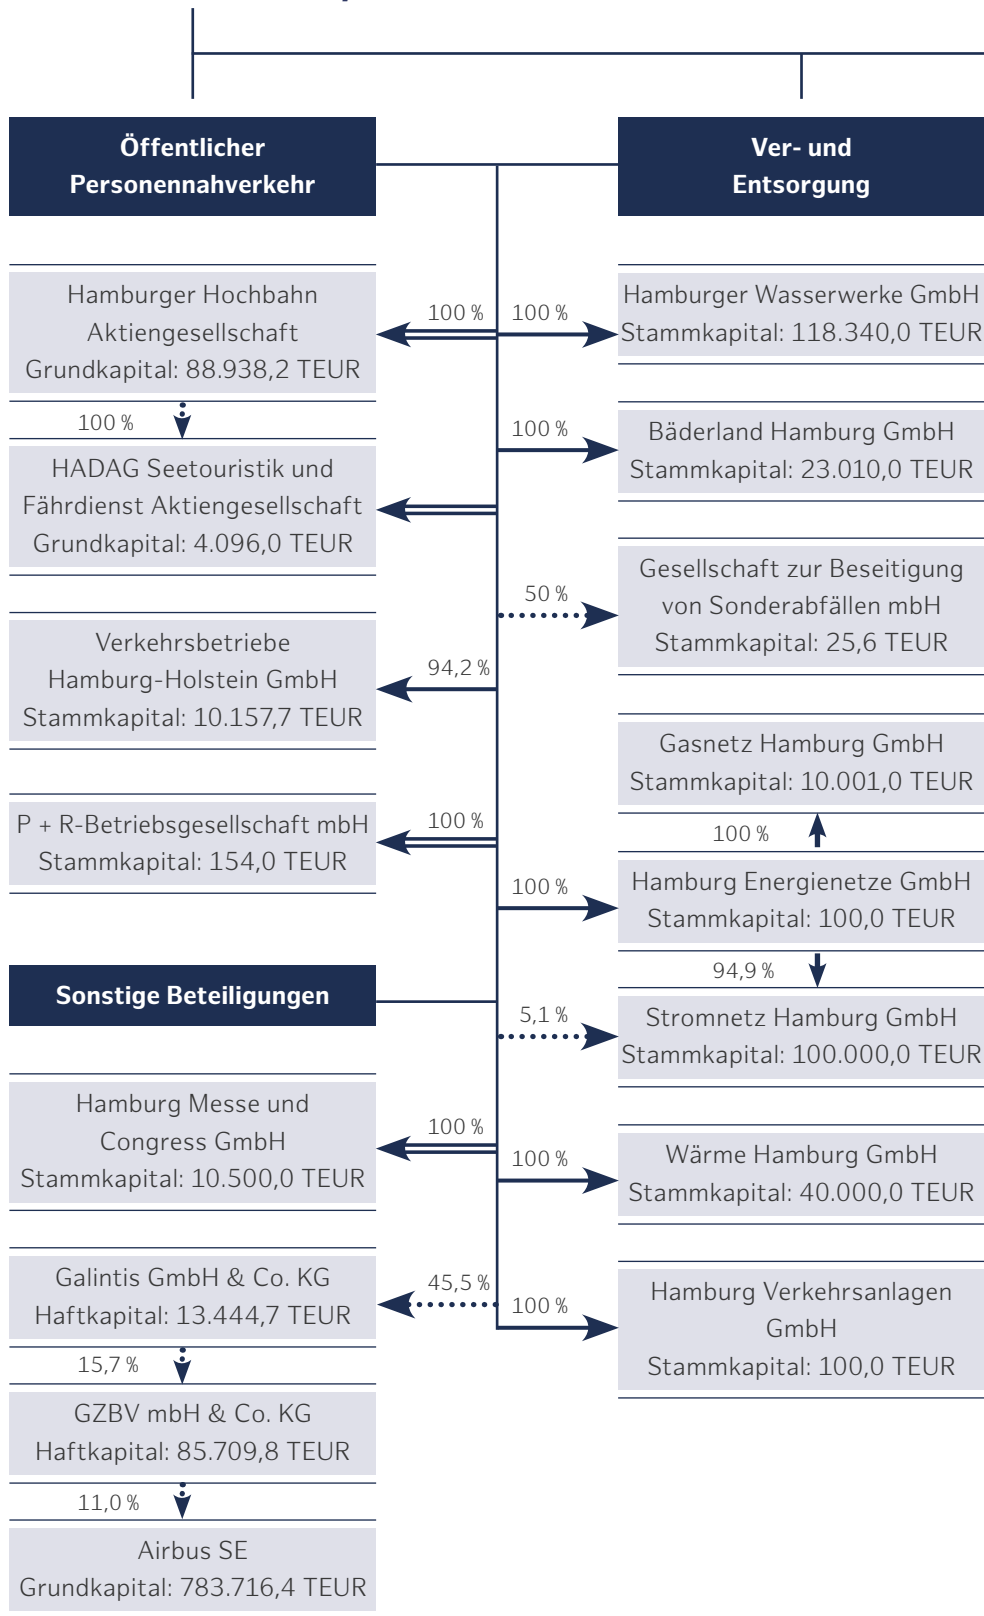 Öffentlicher
Personennahverkehr
Hamburger Hochbahn
Aktiengesellschaft
Grundkapital: 88.938,2 TEUR
100 %
100 %
HADAG Seetouristik und
Fährdienst Aktiengesellschaft
Grundkapital: 4.096,0 TEUR
Verkehrsbetriebe
Hamburg-Holstein GmbH
Stammkapital: 10.157,7 TEUR
94,2 %
P + R-Betriebsgesellschaft mbH
Stammkapital: 154,0 TEUR
100 %
Sonstige Beteiligungen
Hamburg Messe und
Congress GmbH
Stammkapital: 10.500,0 TEUR
100 %
Galintis GmbH & Co. KG
Haftkapital: 13.444,7 TEUR
45,5 %
15,7 %
GZBV mbH & Co. KG
Haftkapital: 85.709,8 TEUR
11,0 %
Airbus SE
Grundkapital: 783.716,4 TEUR
Ver- und
Entsorgung
100 %
Hamburger Wasserwerke GmbH
Stammkapital: 118.340,0 TEUR
100 %
Bäderland Hamburg GmbH
Stammkapital: 23.010,0 TEUR
50 %
Gesellschaft zur Beseitigung
von Sonderabfällen mbH
Stammkapital: 25,6 TEUR
Gasnetz Hamburg GmbH
Stammkapital: 10.001,0 TEUR
100 %
100 %
Hamburg Energienetze GmbH
Stammkapital: 100,0 TEUR
94,9 %
5,1 %
Stromnetz Hamburg GmbH
Stammkapital: 100.000,0 TEUR
100 %
Wärme Hamburg GmbH
Stammkapital: 40.000,0 TEUR
100 %
Hamburg Verkehrsanlagen
GmbH
Stammkapital: 100,0 TEUR